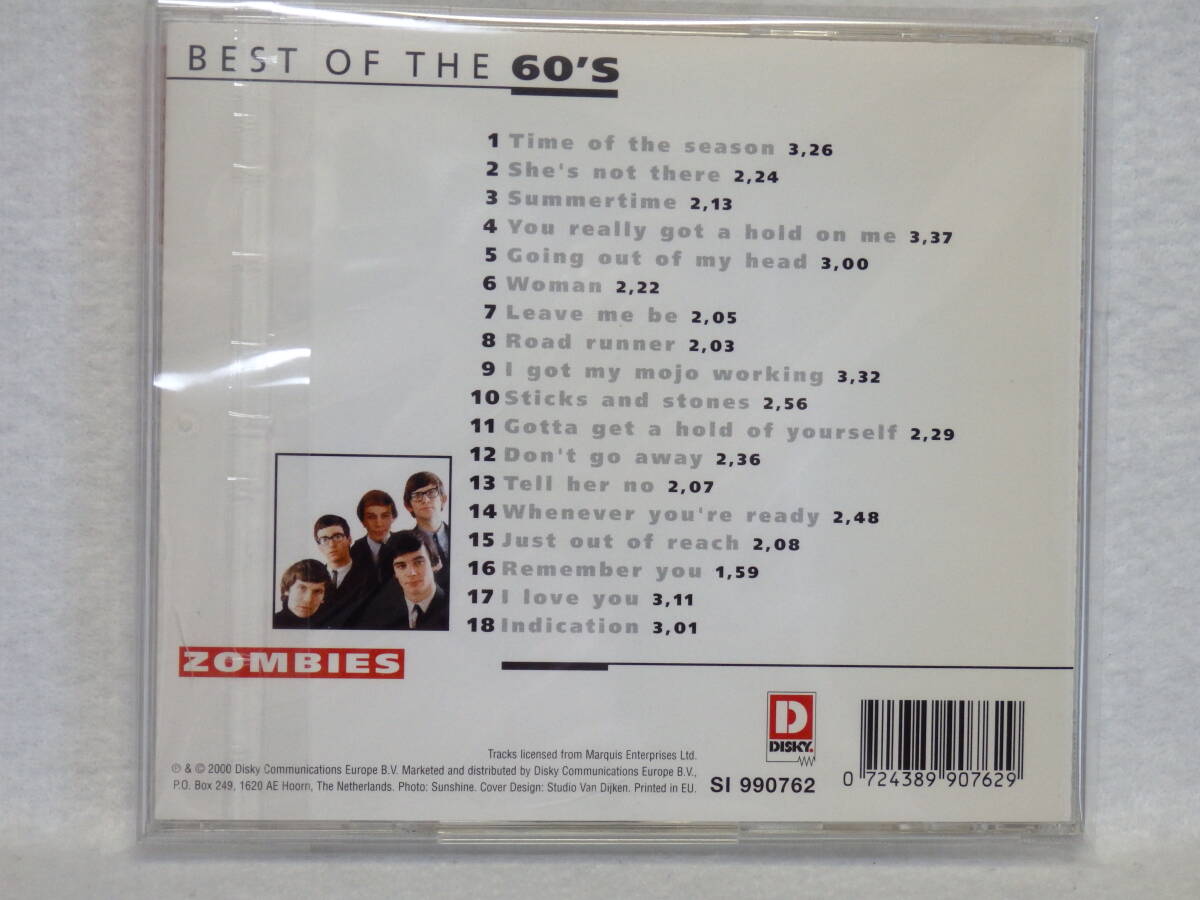 BEST OF THE 60'S
1 Time of the season 3,26
2 She's not there 2,24
3 Summertime 2,13
4 You really got a hold on me 3,37
5 Going out of my head 3,00
6 Woman 2,22
7 Leave me be 2,05
8 Road runner 2,03
9 I got my mojo working 3,32
10 Sticks and stones 2,56
11 Gotta get a hold of yourself 2,29
12 Don't go away 2,36
13 Tell her no 2,07
14 Whenever you're ready 2,48
15 Just out of reach 2,08
16 Remember you 1,59
17 I love you 3,11
18 Indication 3,01
ZOMBIES
D
DISKY.
Tracks licensed from Marquis Enterprises Ltd.
℗ & © 2000 Disky Communications Europe B.V. Marketed and distributed by Disky Communications Europe B.V.,
P.O. Box 249, 1620 AE Hoorn, The Netherlands. Photo: Sunshine. Cover Design: Studio Van Dijken. Printed in EU.
SI 990762
0 724389 907629